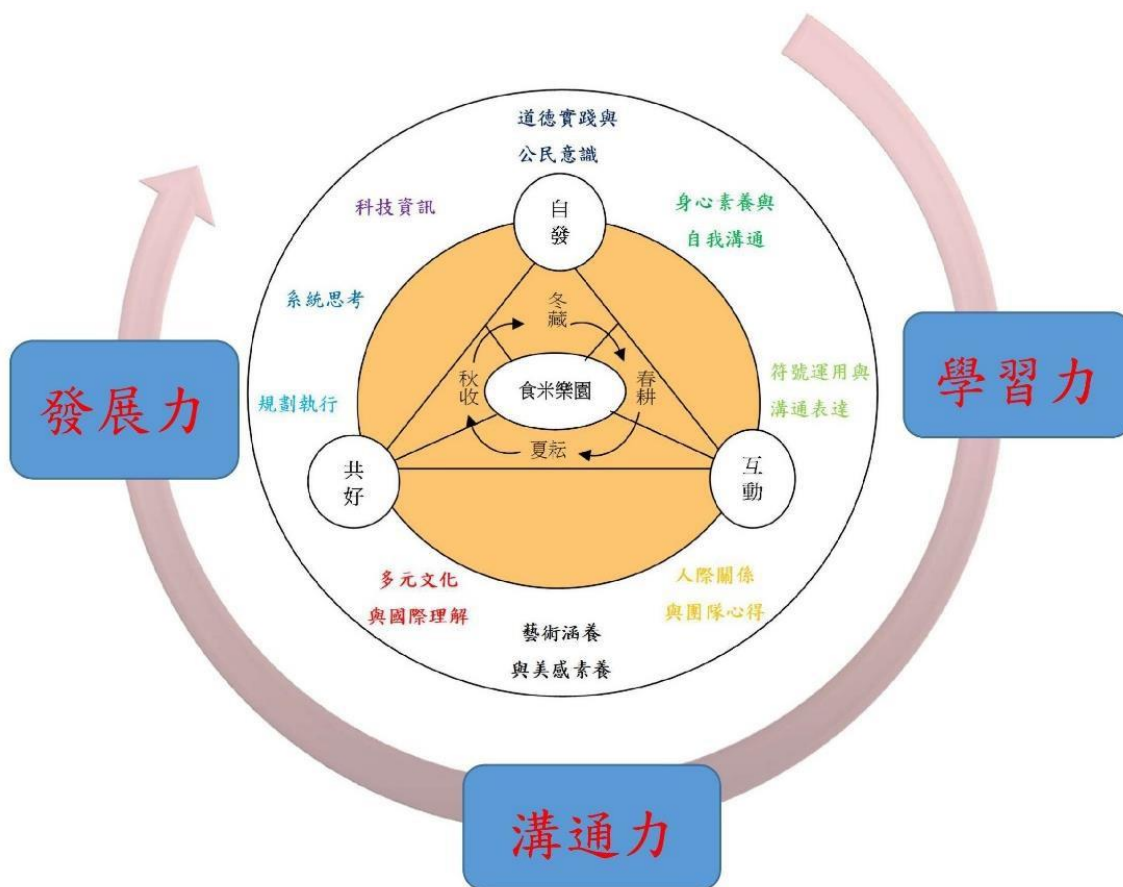 道德實踐與
公民意識
科技資訊
身心素養與
自我溝通
自
發
系統思考
冬
藏
規劃執行
秋
收
食米樂園
春
耕
符號運用與
溝通表達
夏耘
共
好
互
動
多元文化
與國際理解
人際關係
與團隊心得
藝術涵養
與美感素養
發展力
學習力
溝通力